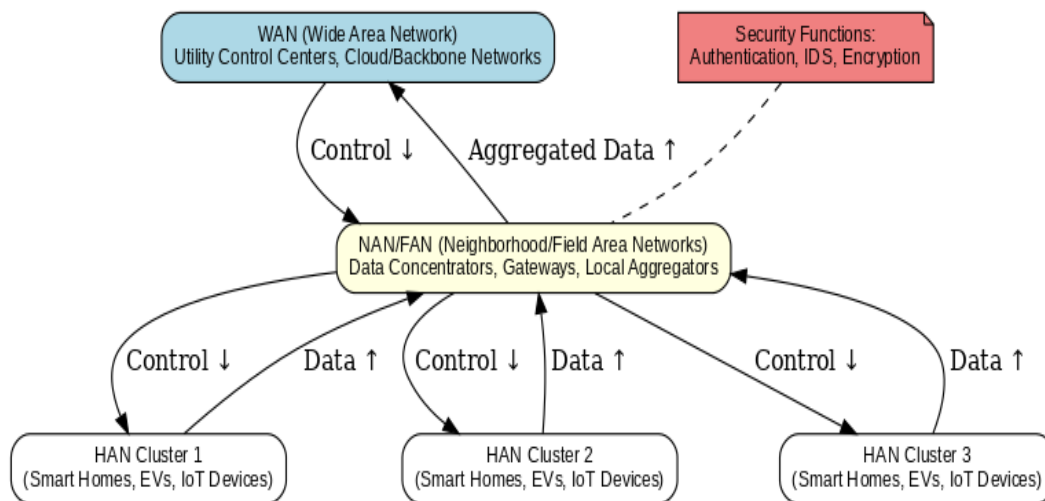 WAN (Wide Area Network)
Utility Control Centers, Cloud/Backbone Networks
Security Functions:
Authentication, IDS, Encryption
Control ↓
Aggregated Data ↑
NAN/FAN (Neighborhood/Field Area Networks)
Data Concentrators, Gateways, Local Aggregators
Control ↓
Data ↑
Control ↓
Data ↑
Control ↓
Data ↑
HAN Cluster 1
(Smart Homes, EVs, IoT Devices)
HAN Cluster 2
(Smart Homes, EVs, IoT Devices)
HAN Cluster 3
(Smart Homes, EVs, IoT Devices)